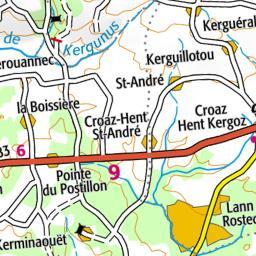 de
Kergunus
Kerguéral
Kerguillotou
erouannec
St-André
la Boissière
Croaz-Hent
St-André
Croaz
Hent Kergoz
83
6
9
Pointe
du Postillon
Lann
Rostec
Kerminaouët